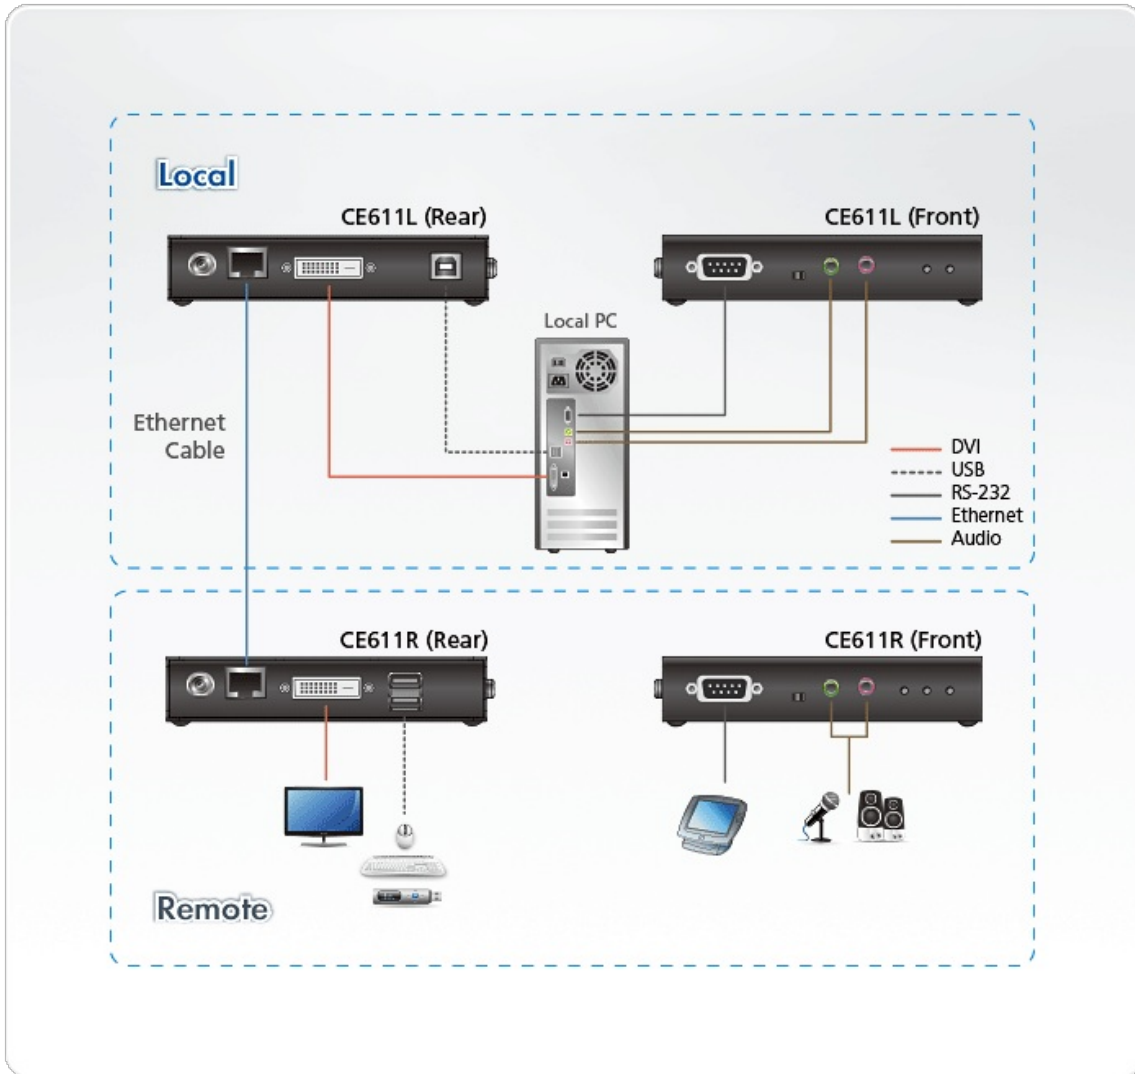 Local
CE611L (Rear)
CE611L (Front)
Local PC
Ethernet
Cable
DVI
USB
RS-232
Ethernet
Audio
CE611R (Rear)
CE611R (Front)
Remote